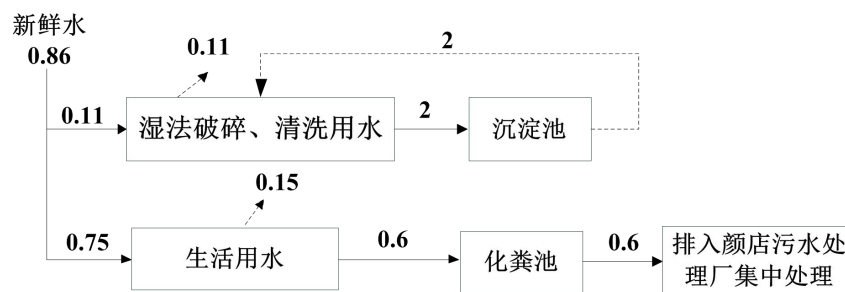 新鲜水
0.86
0.11
2
0.11
湿法破碎、清洗用水
2
沉淀池
0.15
0.75
生活用水
0.6
化粪池
0.6
排入颜店污水处
理厂集中处理